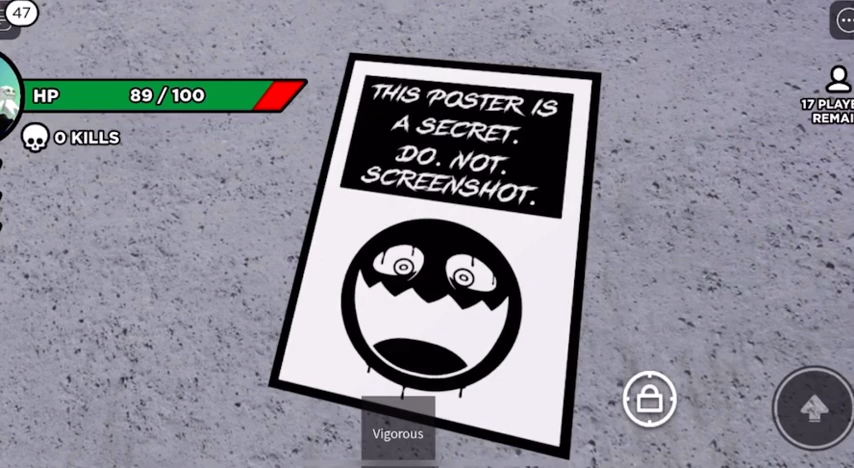 47
HP 89 / 100
0 KILLS
THIS POSTER IS
A SECRET.
DO. NOT.
SCREENSHOT.
17 PLAYE
REMAI
Vigorous